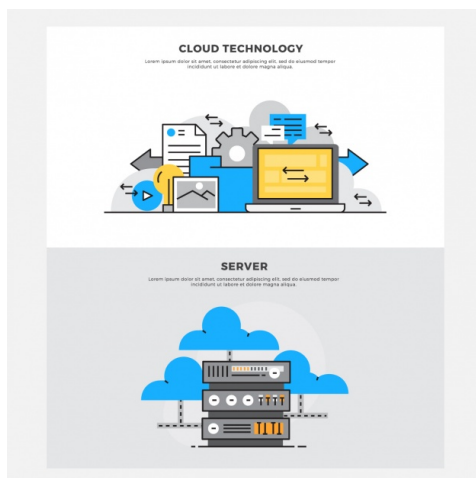 CLOUD TECHNOLOGY
Lorem ipsum dolor sit amet, consectetur adipiscing elit, sed do eiusmod tempor
incididunt ut labore et dolore magna aliqua.
SERVER
Lorem ipsum dolor sit amet, consectetur adipiscing elit, sed do eiusmod tempor
incididunt ut labore et dolore magna aliqua.